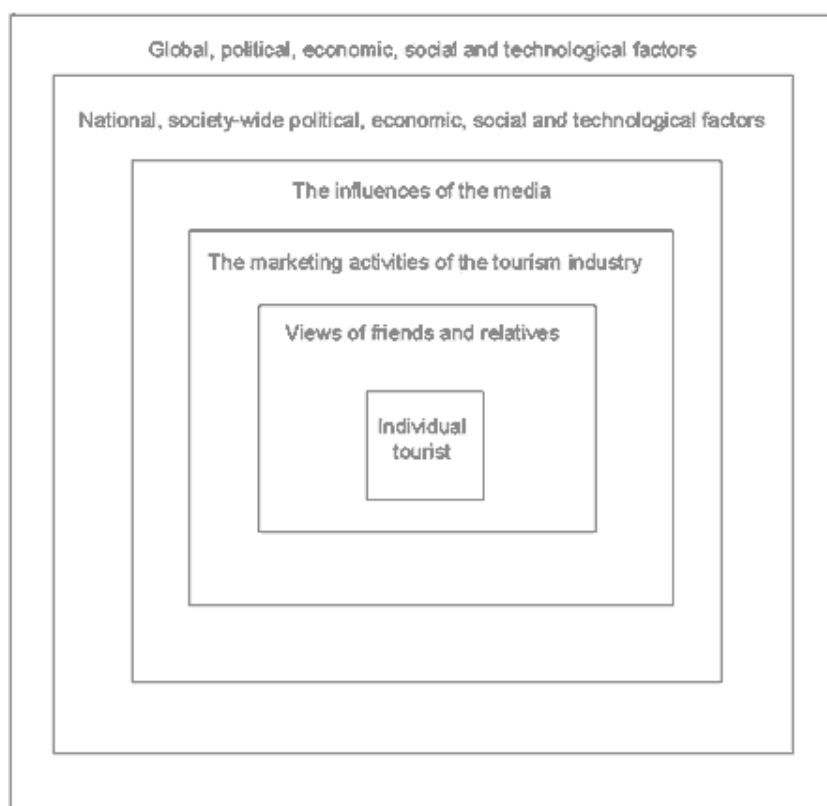 Global, political, economic, social and technological factors
National, society-wide political, economic, social and technological factors
The influences of the media
The marketing activities of the tourism industry
Views of friends and relatives
Individual
tourist